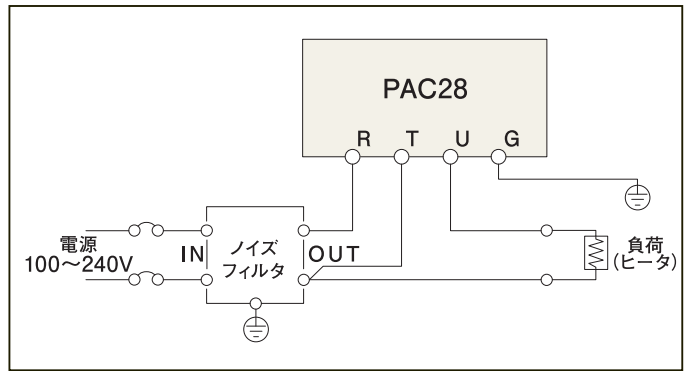 PAC28
R T U G
電源
100～240V
IN
ノイズ
フィルタ
OUT
負荷
(ヒータ)